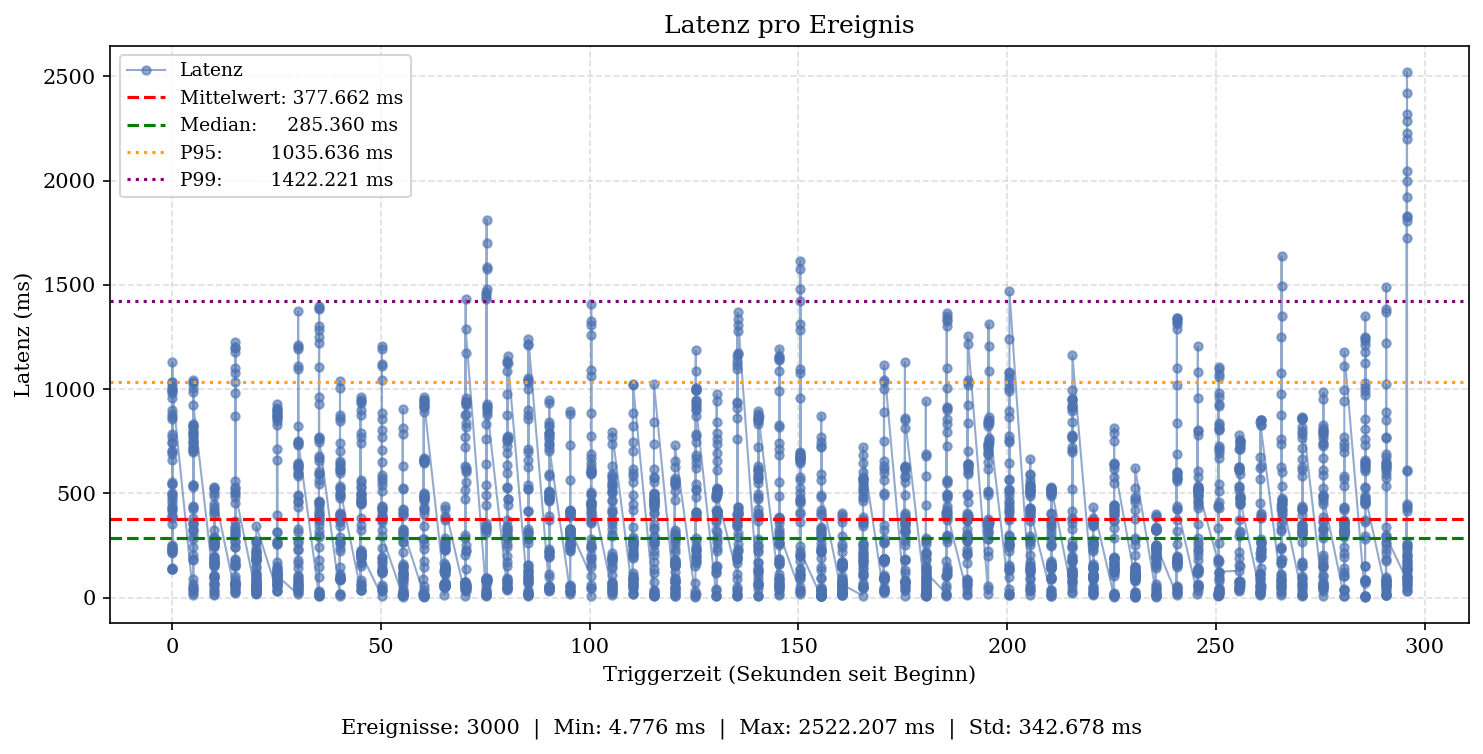 Latenz pro Ereignis
Latenz (ms)
2500
2000
1500
1000
500
0
Latenz
Mittelwert: 377.662 ms
Median: 285.360 ms
P95: 1035.636 ms
P99: 1422.221 ms
0 50 100 150 200 250 300
Triggerzeit (Sekunden seit Beginn)
Ereignisse: 3000 | Min: 4.776 ms | Max: 2522.207 ms | Std: 342.678 ms